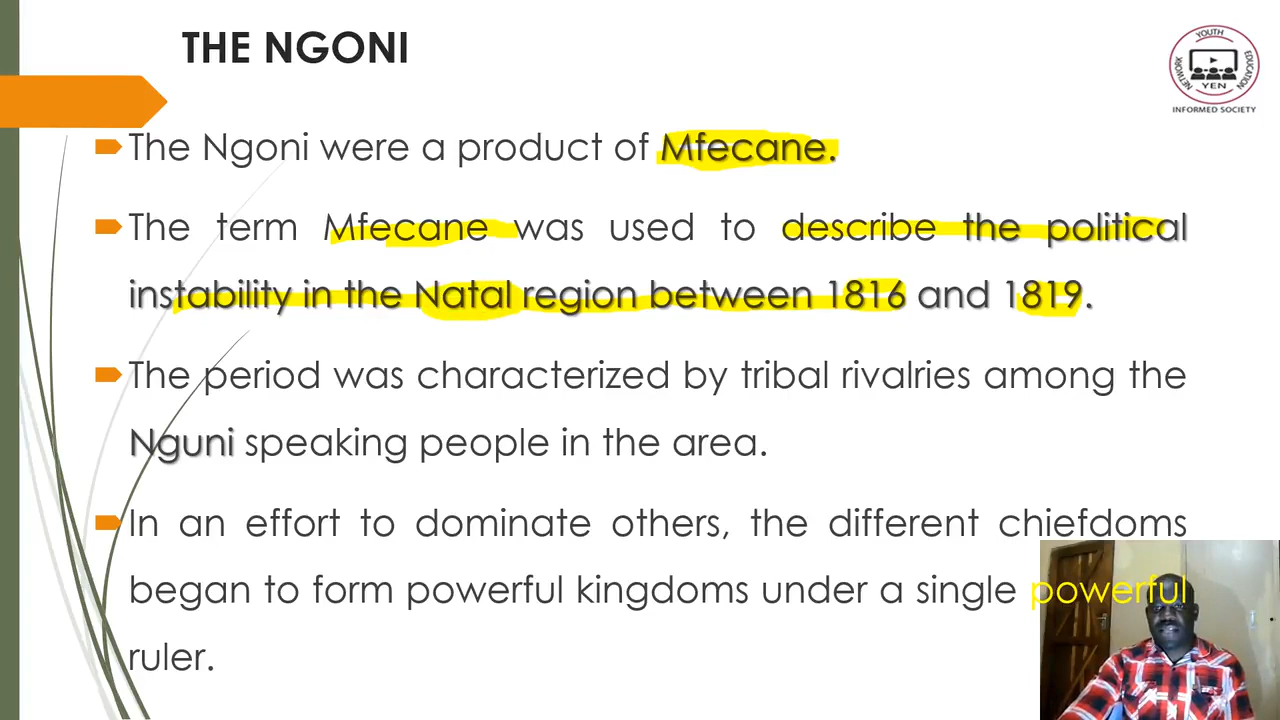 THE NGONI
YOUTH
EDUCATION
NETWORK
YEN
INFORMED SOCIETY
The Ngoni were a product of Mfecane.
The term Mfecane was used to describe the political
instability in the Natal region between 1816 and 1819.
The period was characterized by tribal rivalries among the
Nguni speaking people in the area.
In an effort to dominate others, the different chiefdoms
began to form powerful kingdoms under a single powerful
ruler.